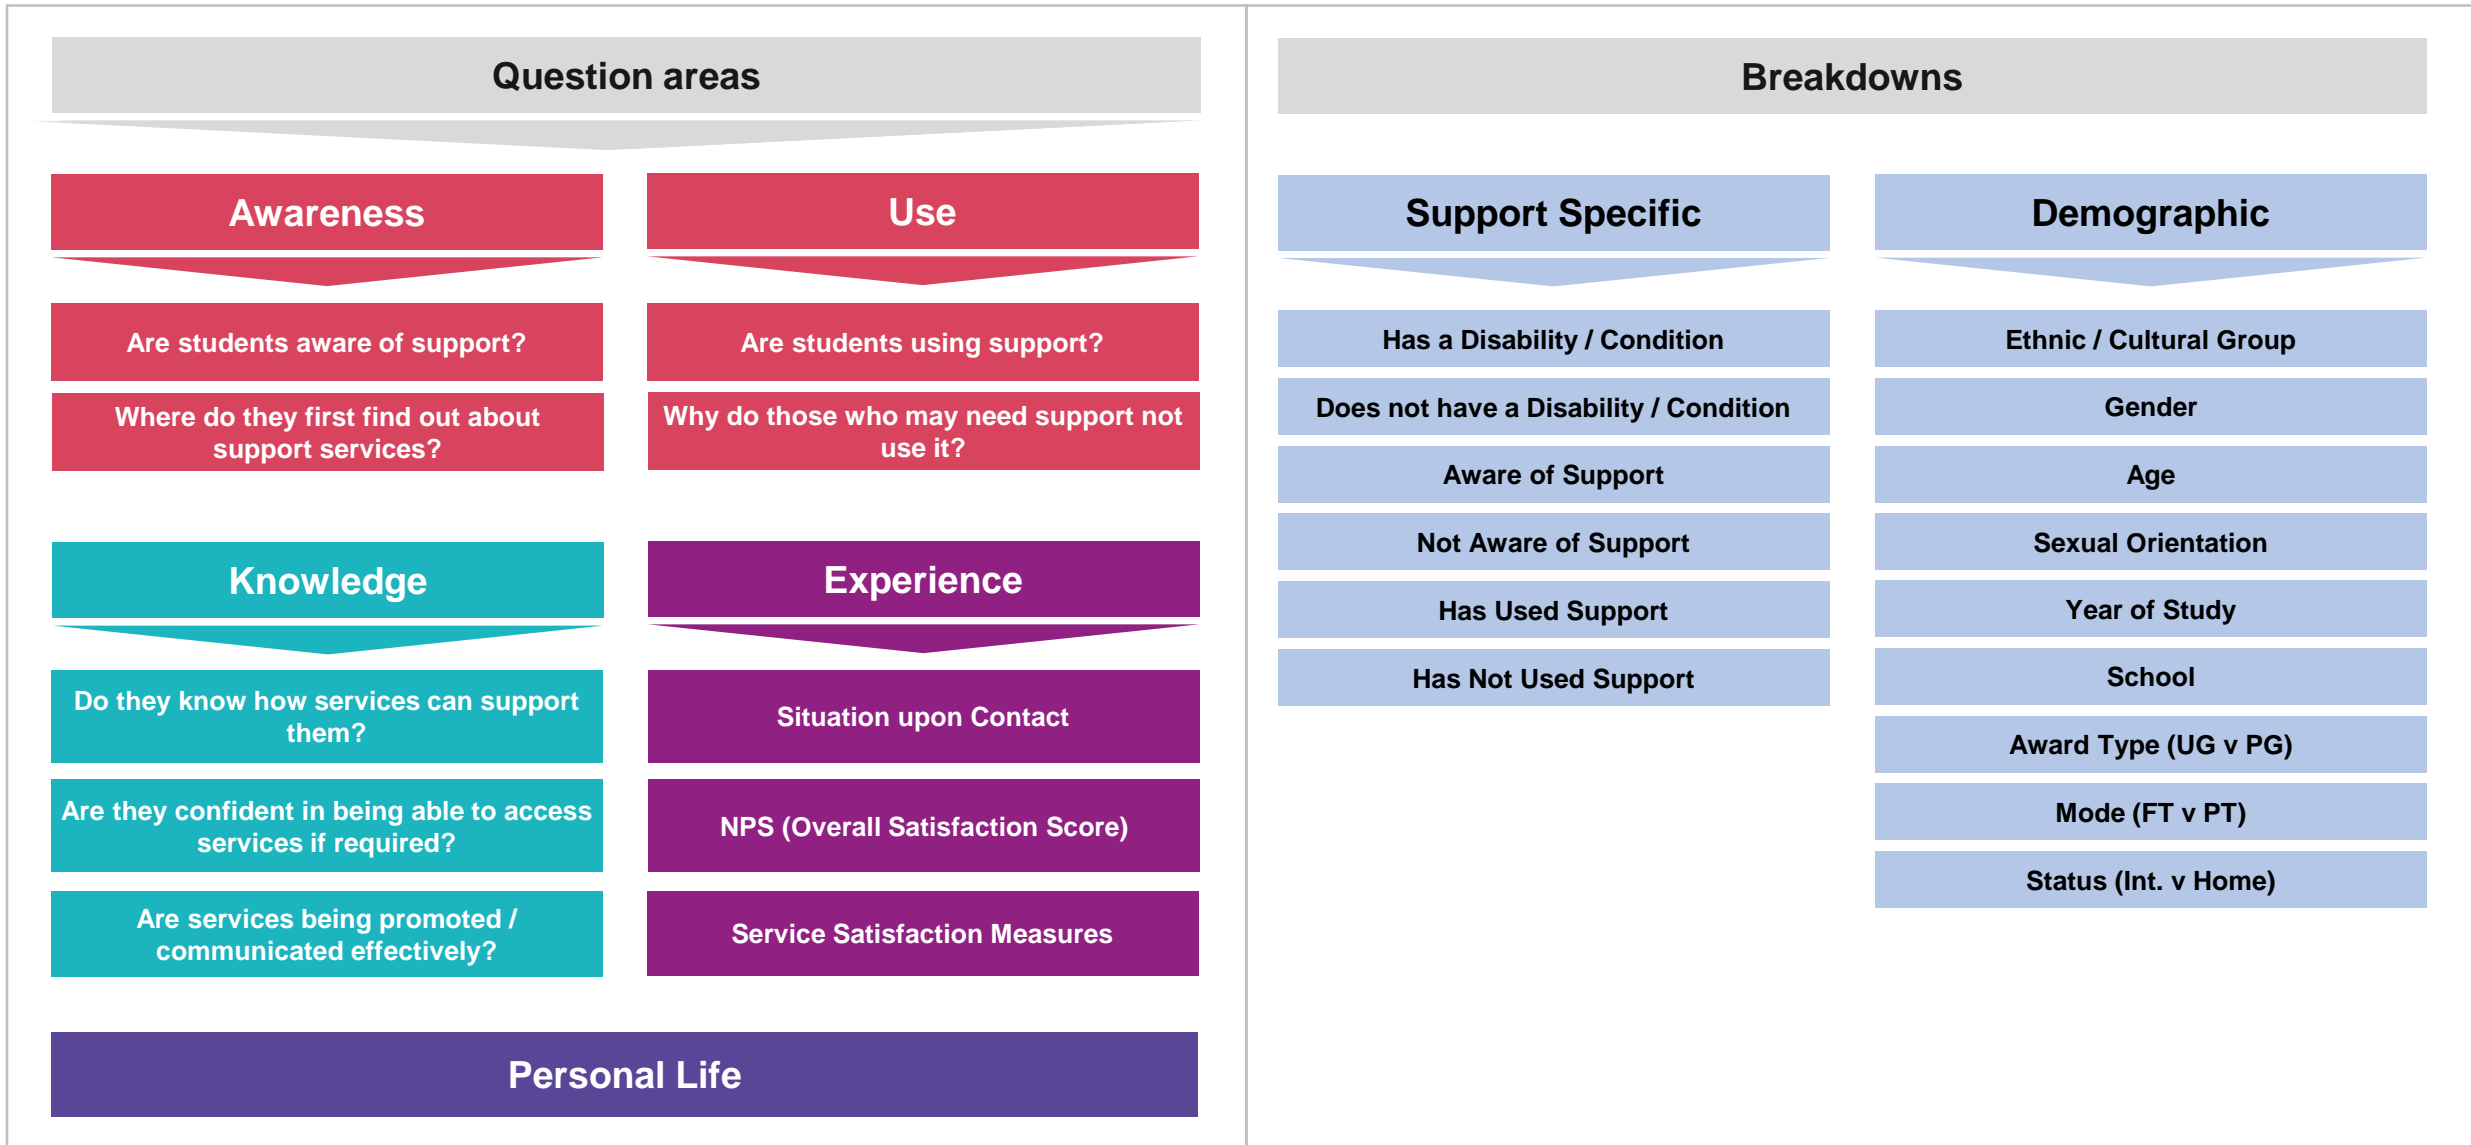 Question areas
Awareness
Are students aware of support?
Where do they first find out about
support services?
Use
Are students using support?
Why do those who may need support not
use it?
Knowledge
Do they know how services can support
them?
Are they confident in being able to access
services if required?
Are services being promoted /
communicated effectively?
Experience
Situation upon Contact
NPS (Overall Satisfaction Score)
Service Satisfaction Measures
Personal Life
Breakdowns
Support Specific
Has a Disability / Condition
Does not have a Disability / Condition
Aware of Support
Not Aware of Support
Has Used Support
Has Not Used Support
Demographic
Ethnic / Cultural Group
Gender
Age
Sexual Orientation
Year of Study
School
Award Type (UG v PG)
Mode (FT v PT)
Status (Int. v Home)